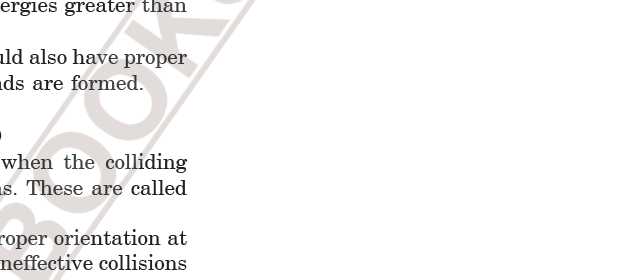 ergies greater than
uld also have proper
nds are formed.
)
when the colliding
ns. These are called
roper orientation at
neffective collisions
BOOK